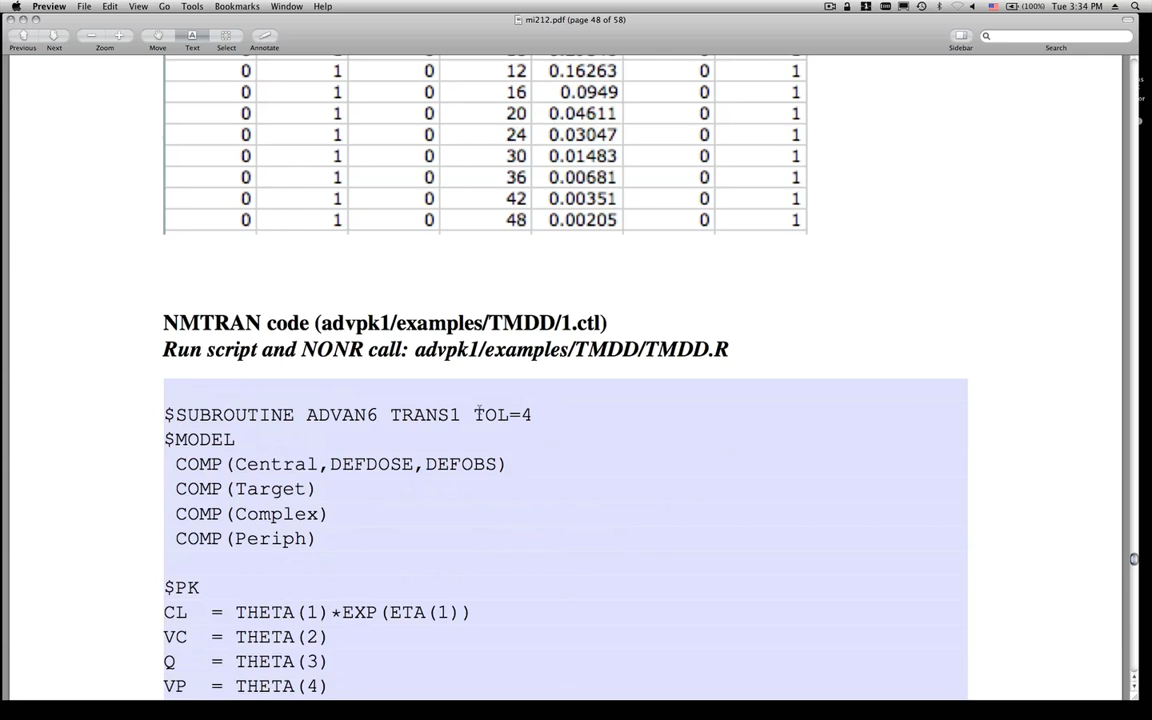 Preview File Edit View Go Tools Bookmarks Window Help (100%) Tue 3:34 PM
mi212.pdf (page 48 of 58)
Previous Next Zoom Move Text Select Annotate Sidebar Search
0 1 0 12 0.16263 0 1
0 1 0 16 0.0949 0 1
0 1 0 20 0.04611 0 1
0 1 0 24 0.03047 0 1
0 1 0 30 0.01483 0 1
0 1 0 36 0.00681 0 1
0 1 0 42 0.00351 0 1
0 1 0 48 0.00205 0 1
NMTRAN code (advpk1/examples/TMDD/1.ctl)
Run script and NONR call: advpk1/examples/TMDD/TMDD.R
$SUBROUTINE ADVAN6 TRANS1 TOL=4
$MODEL
COMP(Central,DEFDOSE,DEFOBS)
COMP(Target)
COMP(Complex)
COMP(Periph)
$PK
CL = THETA(1)*EXP(ETA(1))
VC = THETA(2)
Q = THETA(3)
VP = THETA(4)